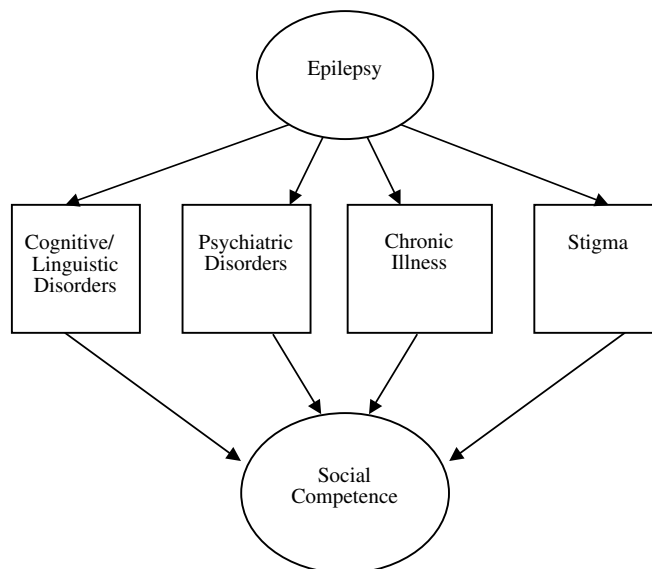 Epilepsy
Cognitive/
Linguistic
Disorders
Psychiatric
Disorders
Chronic
Illness
Stigma
Social
Competence